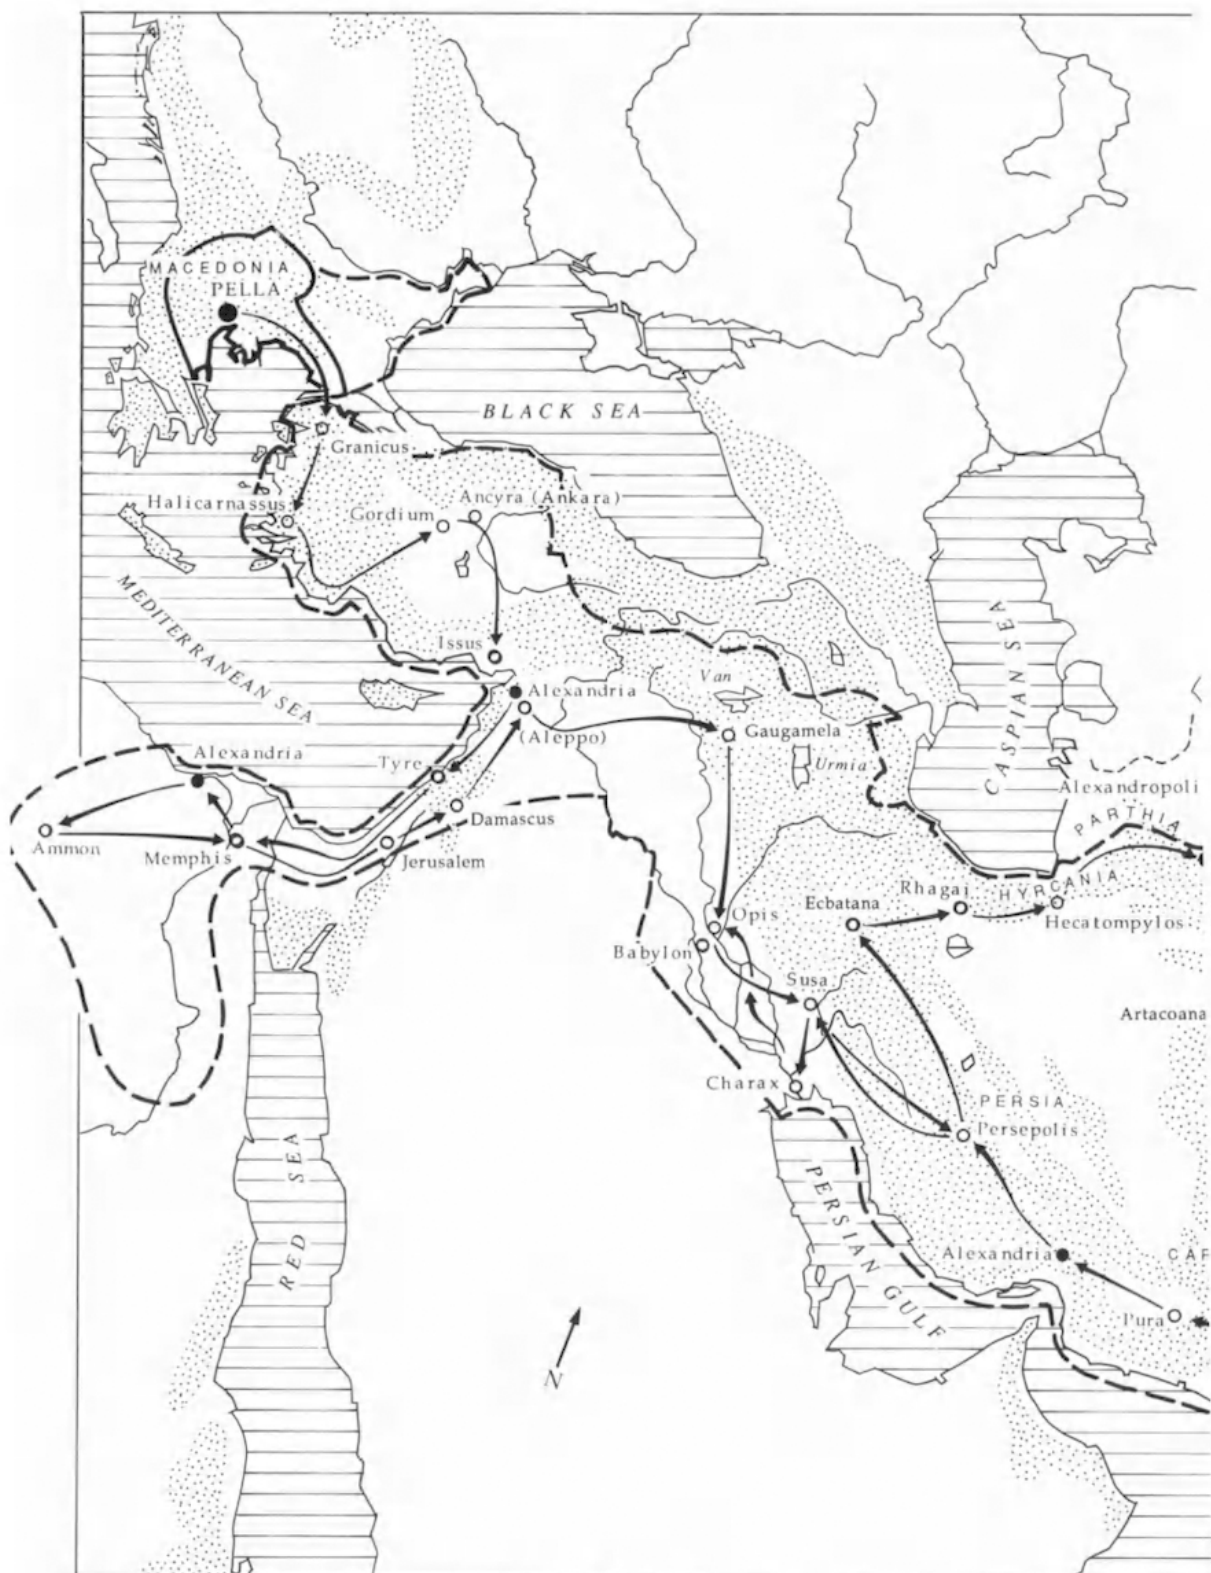 MACEDONIA
PELLA
BLACK SEA
Granicus
Halicarnassus
Ancyra (Ankara)
Gordium
MEDITERRANEAN SEA
CASPIAN SEA
Issus
Van
Alexandria
(Aleppo)
Gaugamela
Urmia
Alexandria
Tyre
Alexandropoli
Damascus
PARTHIA
Ammon
Memphis
Jerusalem
Rhagai
HYRCANIA
Ecbatana
Hecatompylos
Opis
Babylon
Susa
Artacoana
Charax
PERSIA
Persepolis
RED SEA
PERSIAN GULF
Alexandria
CAR
Pura
N